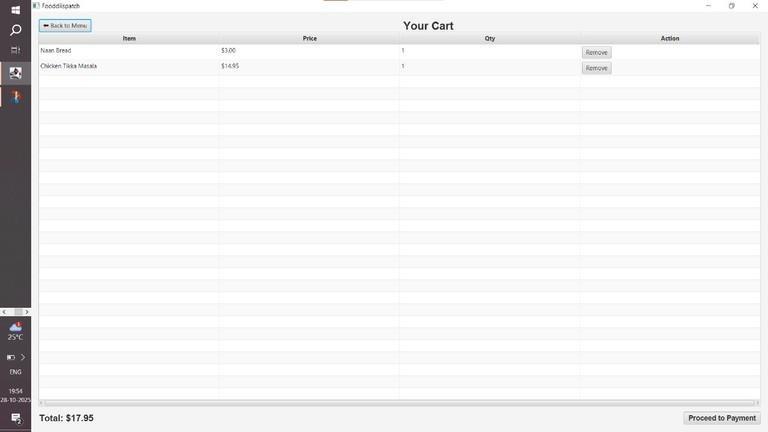 Fooddispatch
⬅ Back to Menu
Your Cart
Item Price Qty Action
Naan Bread $3.00 1 Remove
Chicken Tikka Masala $14.95 1 Remove
25°C
ENG
19:54
28-10-2025
2
Total: $17.95 Proceed to Payment